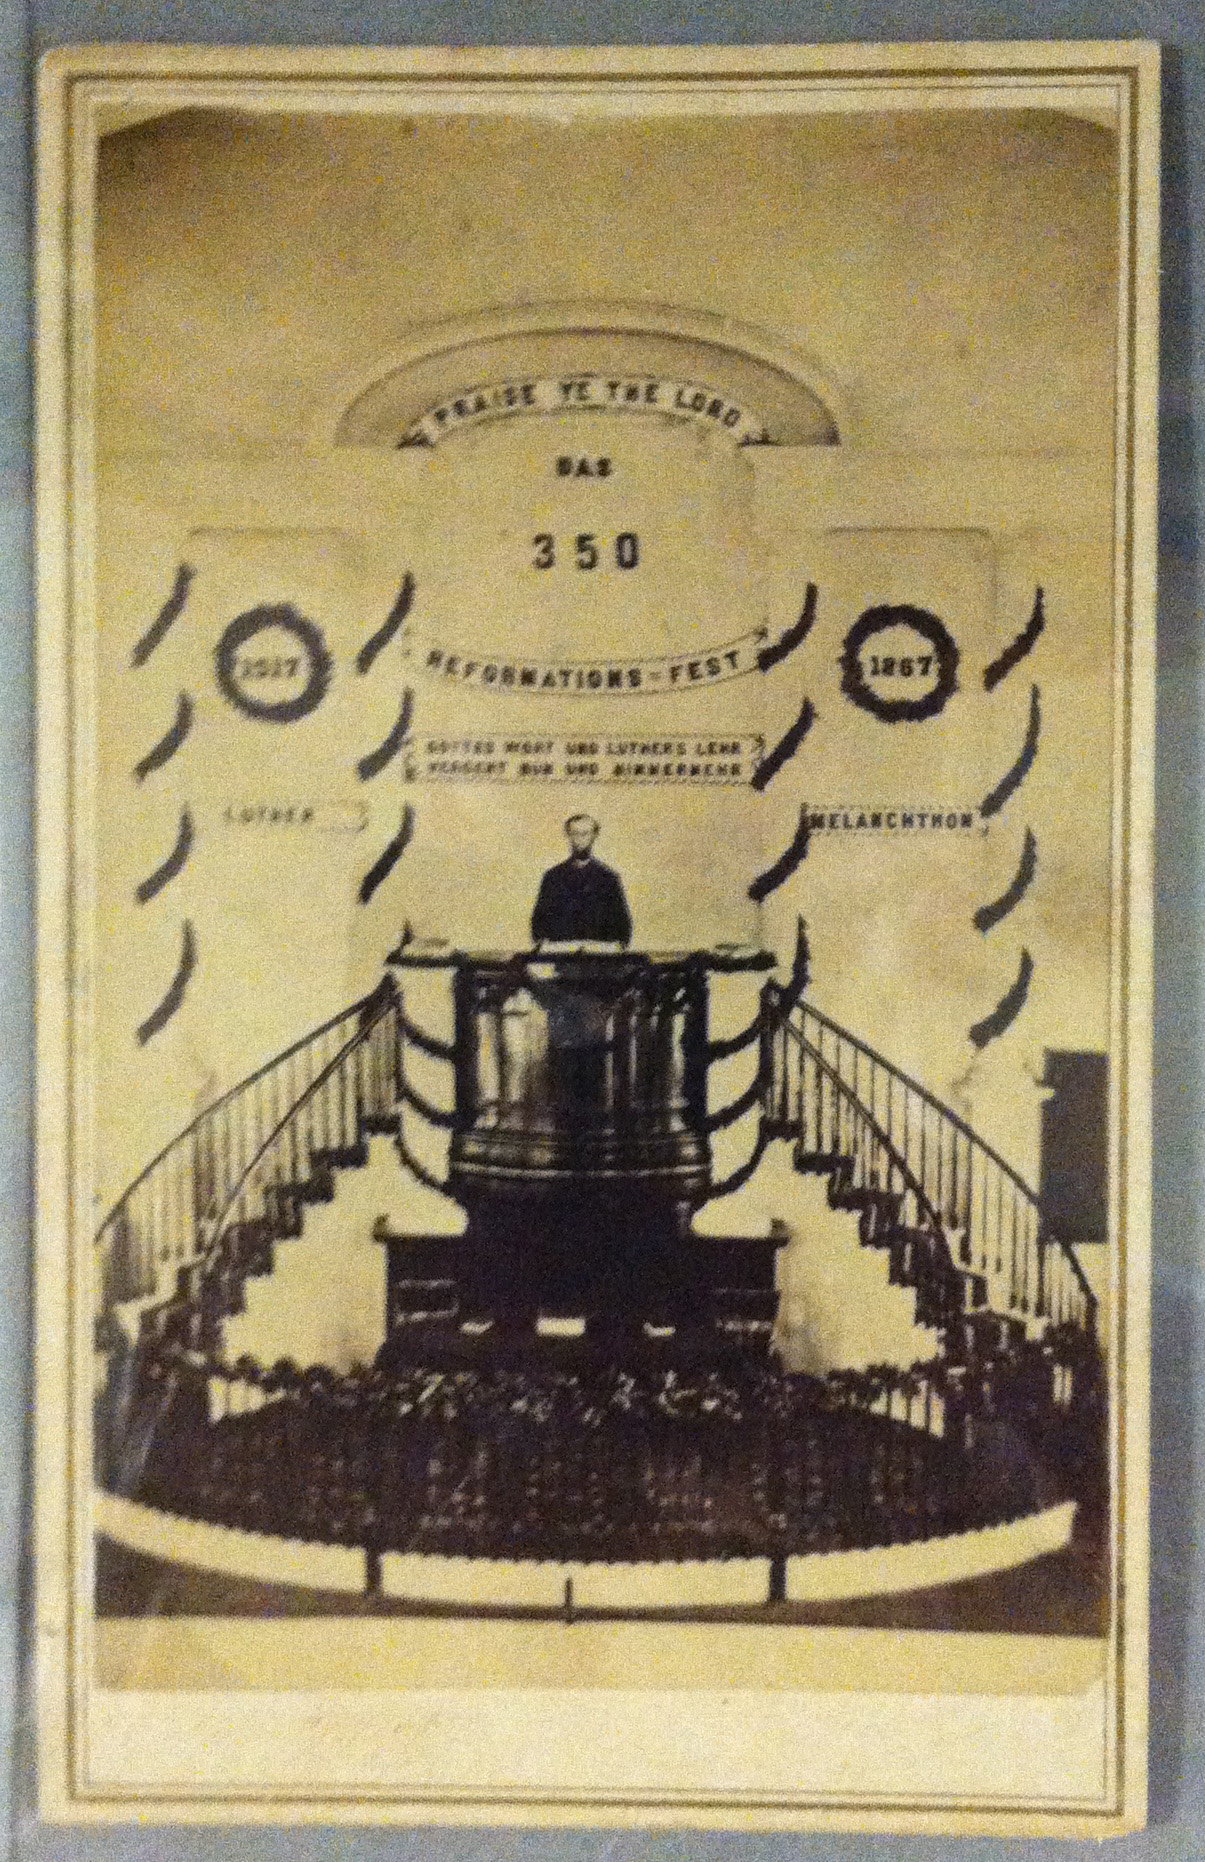 PRAISE YE THE LORD
DAS
350
REFORMATIONS=FEST
1517
1867
GOTTES WORT UND LUTHERS LEHR
VERGEHT NUN UND NIMMERMEHR
LUTHER
MELANCHTHON